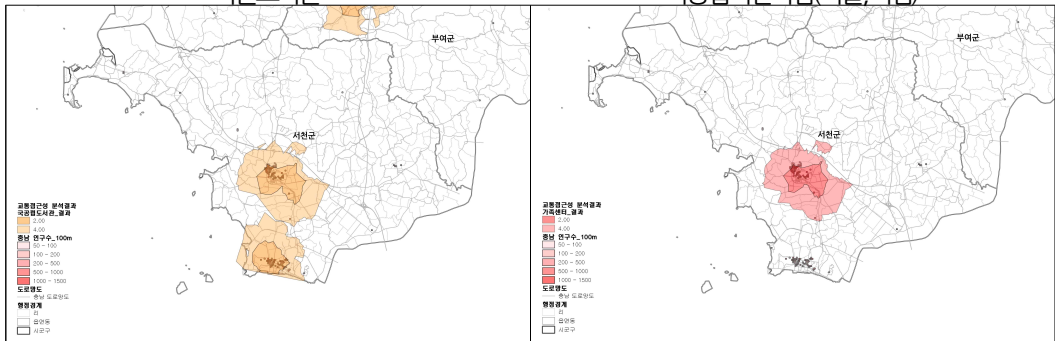 부여군
서천군
교통접근성 분석결과
국공립도서관_결과
2.00
4.00
충남 인구수_100m
50 - 100
100 - 200
200 - 500
500 - 1000
1000 - 1500
도로망도
충남 도로망도
행정경계
리
읍면동
시군구
부여군
서천군
교통접근성 분석결과
가족센터_결과
2.00
4.00
충남 인구수_100m
50 - 100
100 - 200
200 - 500
500 - 1000
1000 - 1500
도로망도
충남 도로망도
행정경계
리
읍면동
시군구